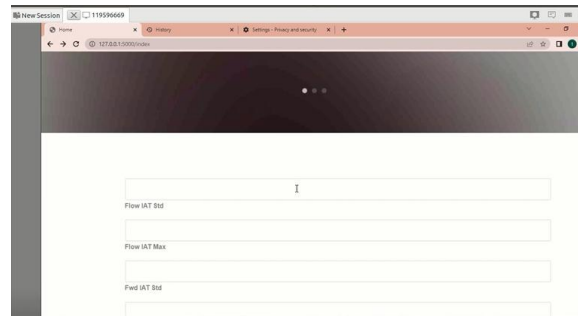 New Session 119596669
Home History Settings - Privacy and security
127.0.0.1:5000/index
Flow IAT Std
Flow IAT Max
Fwd IAT Std